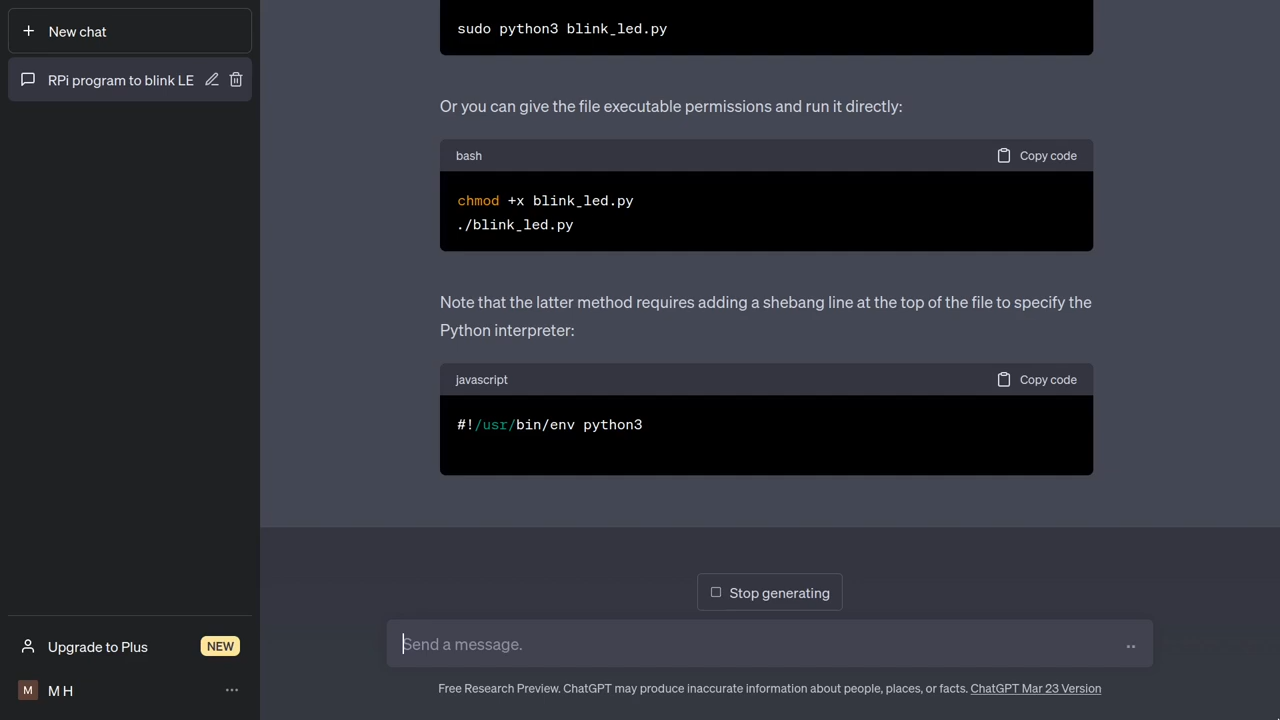 New chat
RPi program to blink LE
Upgrade to Plus
NEW
M
M H
sudo python3 blink_led.py
Or you can give the file executable permissions and run it directly:
bash
Copy code
chmod +x blink_led.py
./blink_led.py
Note that the latter method requires adding a shebang line at the top of the file to specify the
Python interpreter:
javascript
Copy code
#!/usr/bin/env python3
Stop generating
Send a message.
Free Research Preview. ChatGPT may produce inaccurate information about people, places, or facts. ChatGPT Mar 23 Version